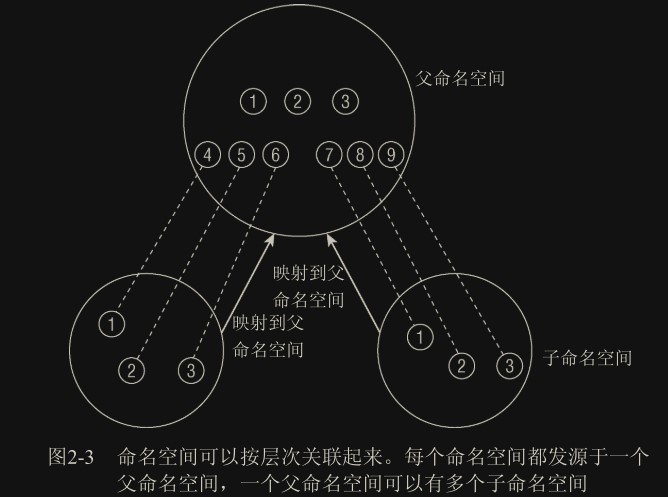 父命名空间
① ② ③
④ ⑤ ⑥ ⑦ ⑧ ⑨
映射到父
命名空间
映射到父
命名空间
① ② ③
① ② ③
子命名空间
图2-3 命名空间可以按层次关联起来。每个命名空间都发源于一个
父命名空间，一个父命名空间可以有多个子命名空间